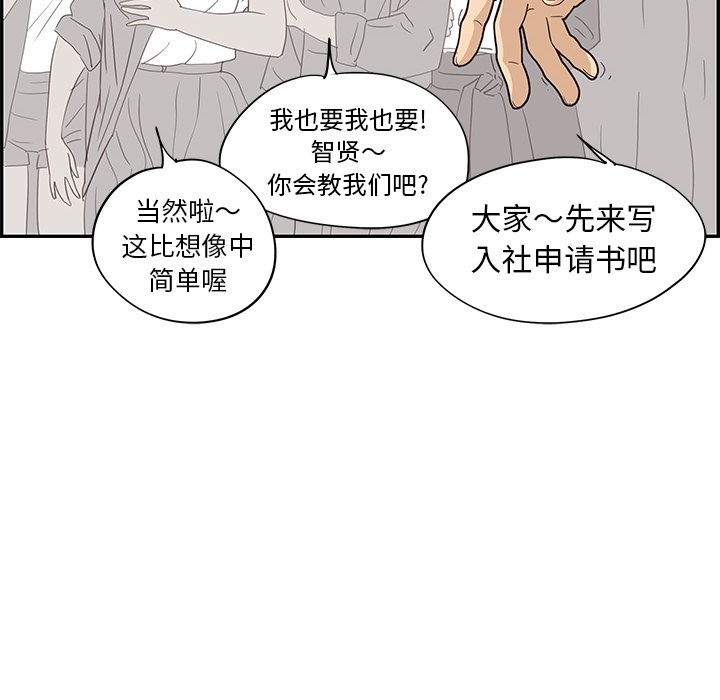 我也要我也要!
智贤～
你会教我们吧?
当然啦～
这比想像中
简单喔
大家～先来写
入社申请书吧